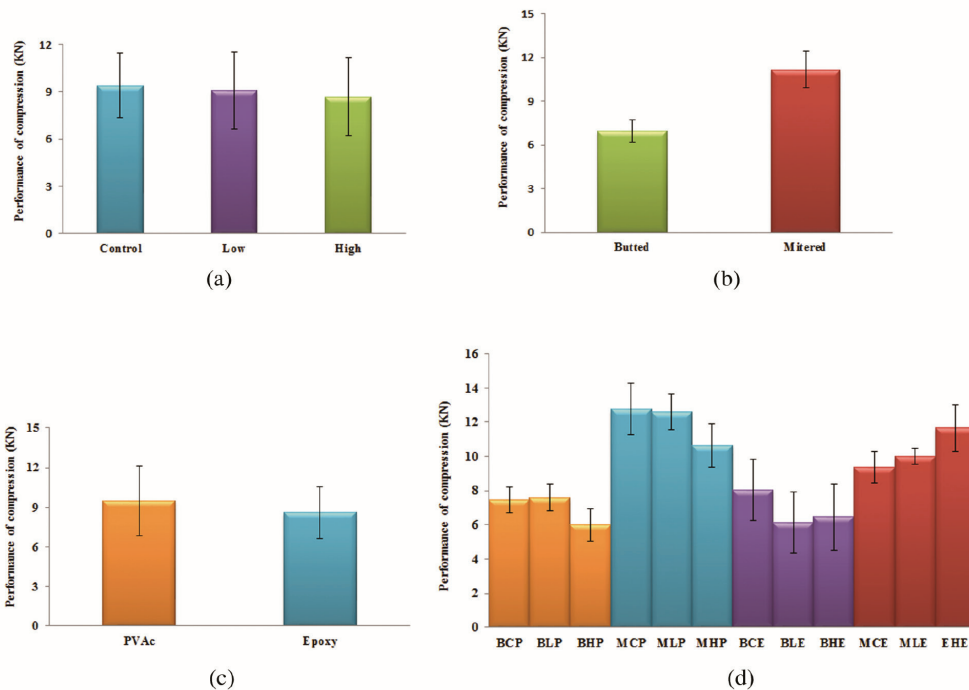 Performance of compression (KN)
12
9
6
3
0
Control Low High
(a)
Performance of compression (KN)
15
12
9
6
3
0
Butted Mitered
(b)
Performance of compression (KN)
15
12
9
6
3
0
PVAc Epoxy
(c)
Performance of compression (KN)
16
14
12
10
8
6
4
2
0
BCP BLP BHP MCP MLP MHP BCE BLE BHE MCE MLE EHE
(d)